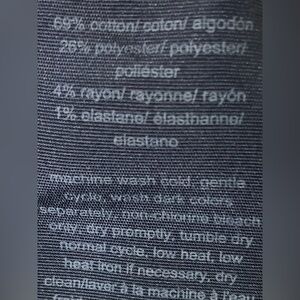 69% cotton/ coton/ algodón
26% polyester/ polyester/
poliéster
4% rayon/ rayonne/ rayón
1% elastane/ élasthanne/
elastano
machine wash cold, gentle
cycle, wash dark colors
separately, non-chlorine bleach
only, dry promptly, tumble dry
normal cycle, low heat, low
heat iron if necessary, dry
clean/laver à la machine à l'eau